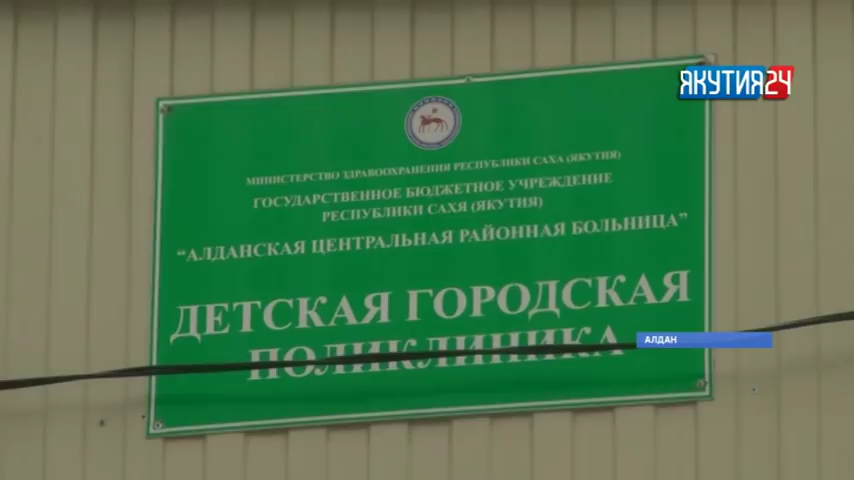 ЯКУТИЯ24
МИНИСТЕРСТВО ЗДРАВООХРАНЕНИЯ РЕСПУБЛИКИ САХА (ЯКУТИЯ)
ГОСУДАРСТВЕННОЕ БЮДЖЕТНОЕ УЧРЕЖДЕНИЕ
РЕСПУБЛИКИ САХЯ (ЯКУТИЯ)
“АЛДАНСКАЯ ЦЕНТРАЛЬНАЯ РАЙОННАЯ БОЛЬНИЦА”
ДЕТСКАЯ ГОРОДСКАЯ
ПОЛИКЛИНИКА
АЛДАН